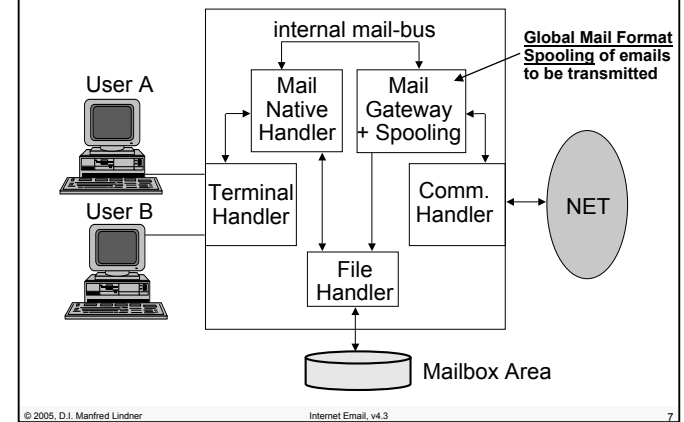 internal mail-bus
Global Mail Format
Spooling of emails
to be transmitted
User A
Mail
Native
Handler
Mail
Gateway
+ Spooling
Terminal
Handler
Comm.
Handler
NET
User B
File
Handler
Mailbox Area
© 2005, D.I. Manfred Lindner
Internet Email, v4.3
7